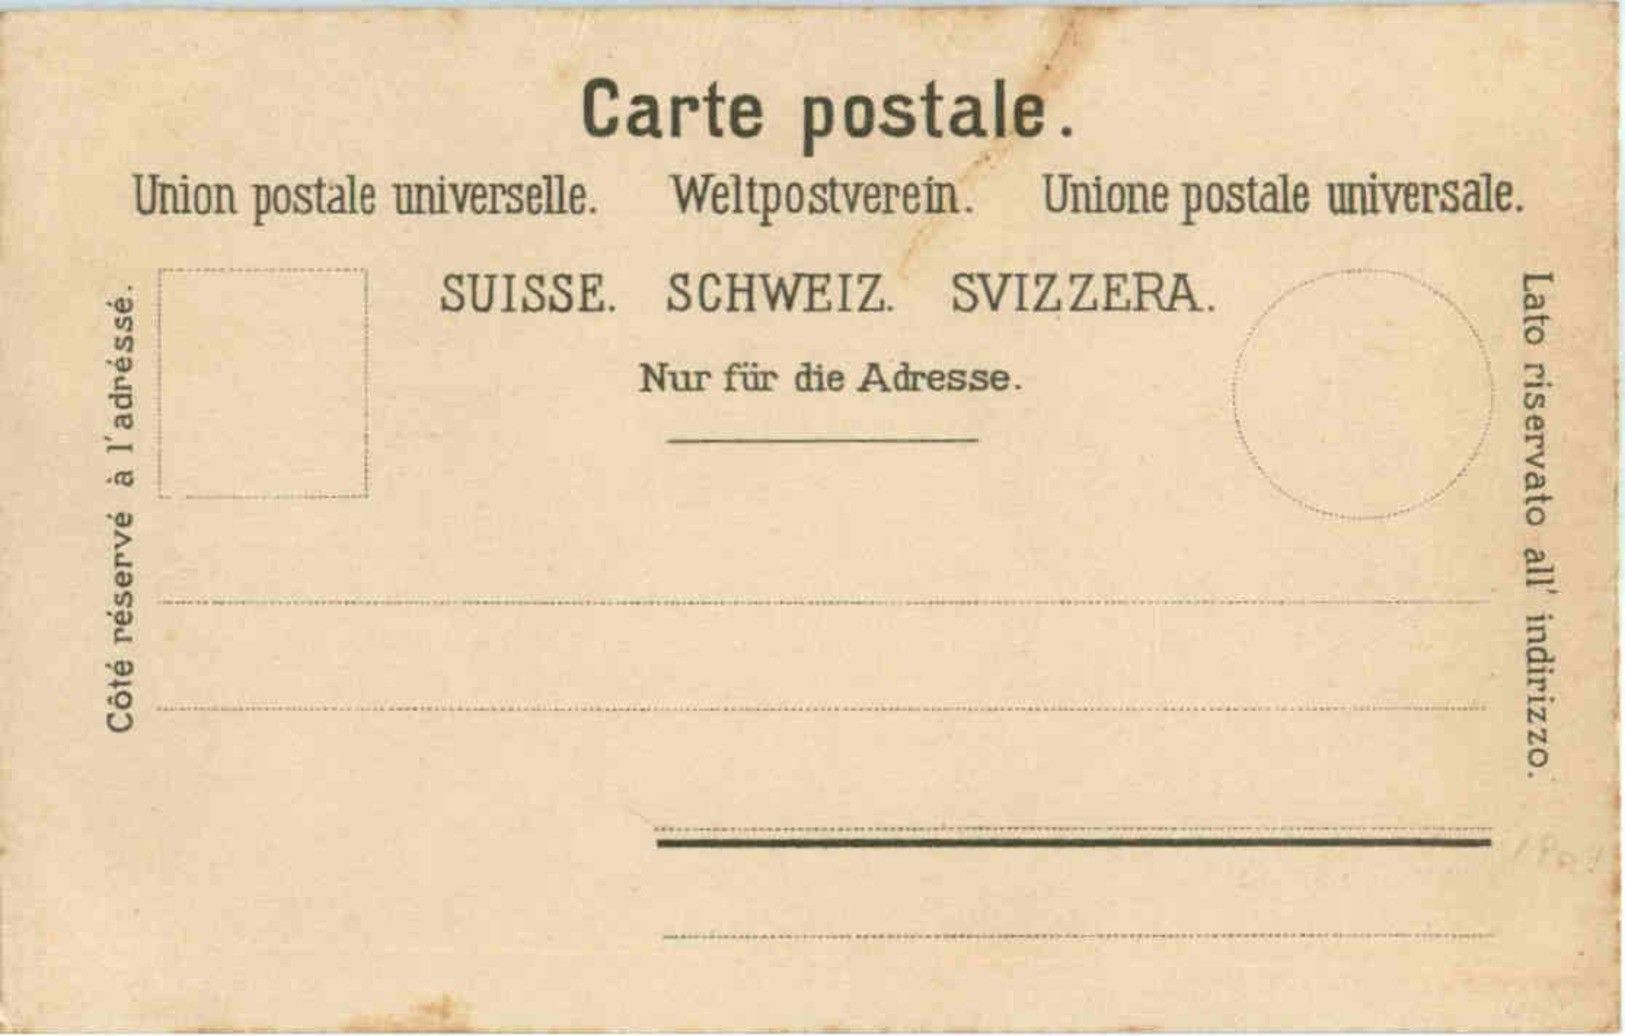 Carte postale.
Union postale universelle. Weltpostverein. Unione postale universale.
SUISSE. SCHWEIZ. SVIZZERA.
Nur für die Adresse.
Côté réservé à l'adréssé.
Lato riservato all' indirizzo.